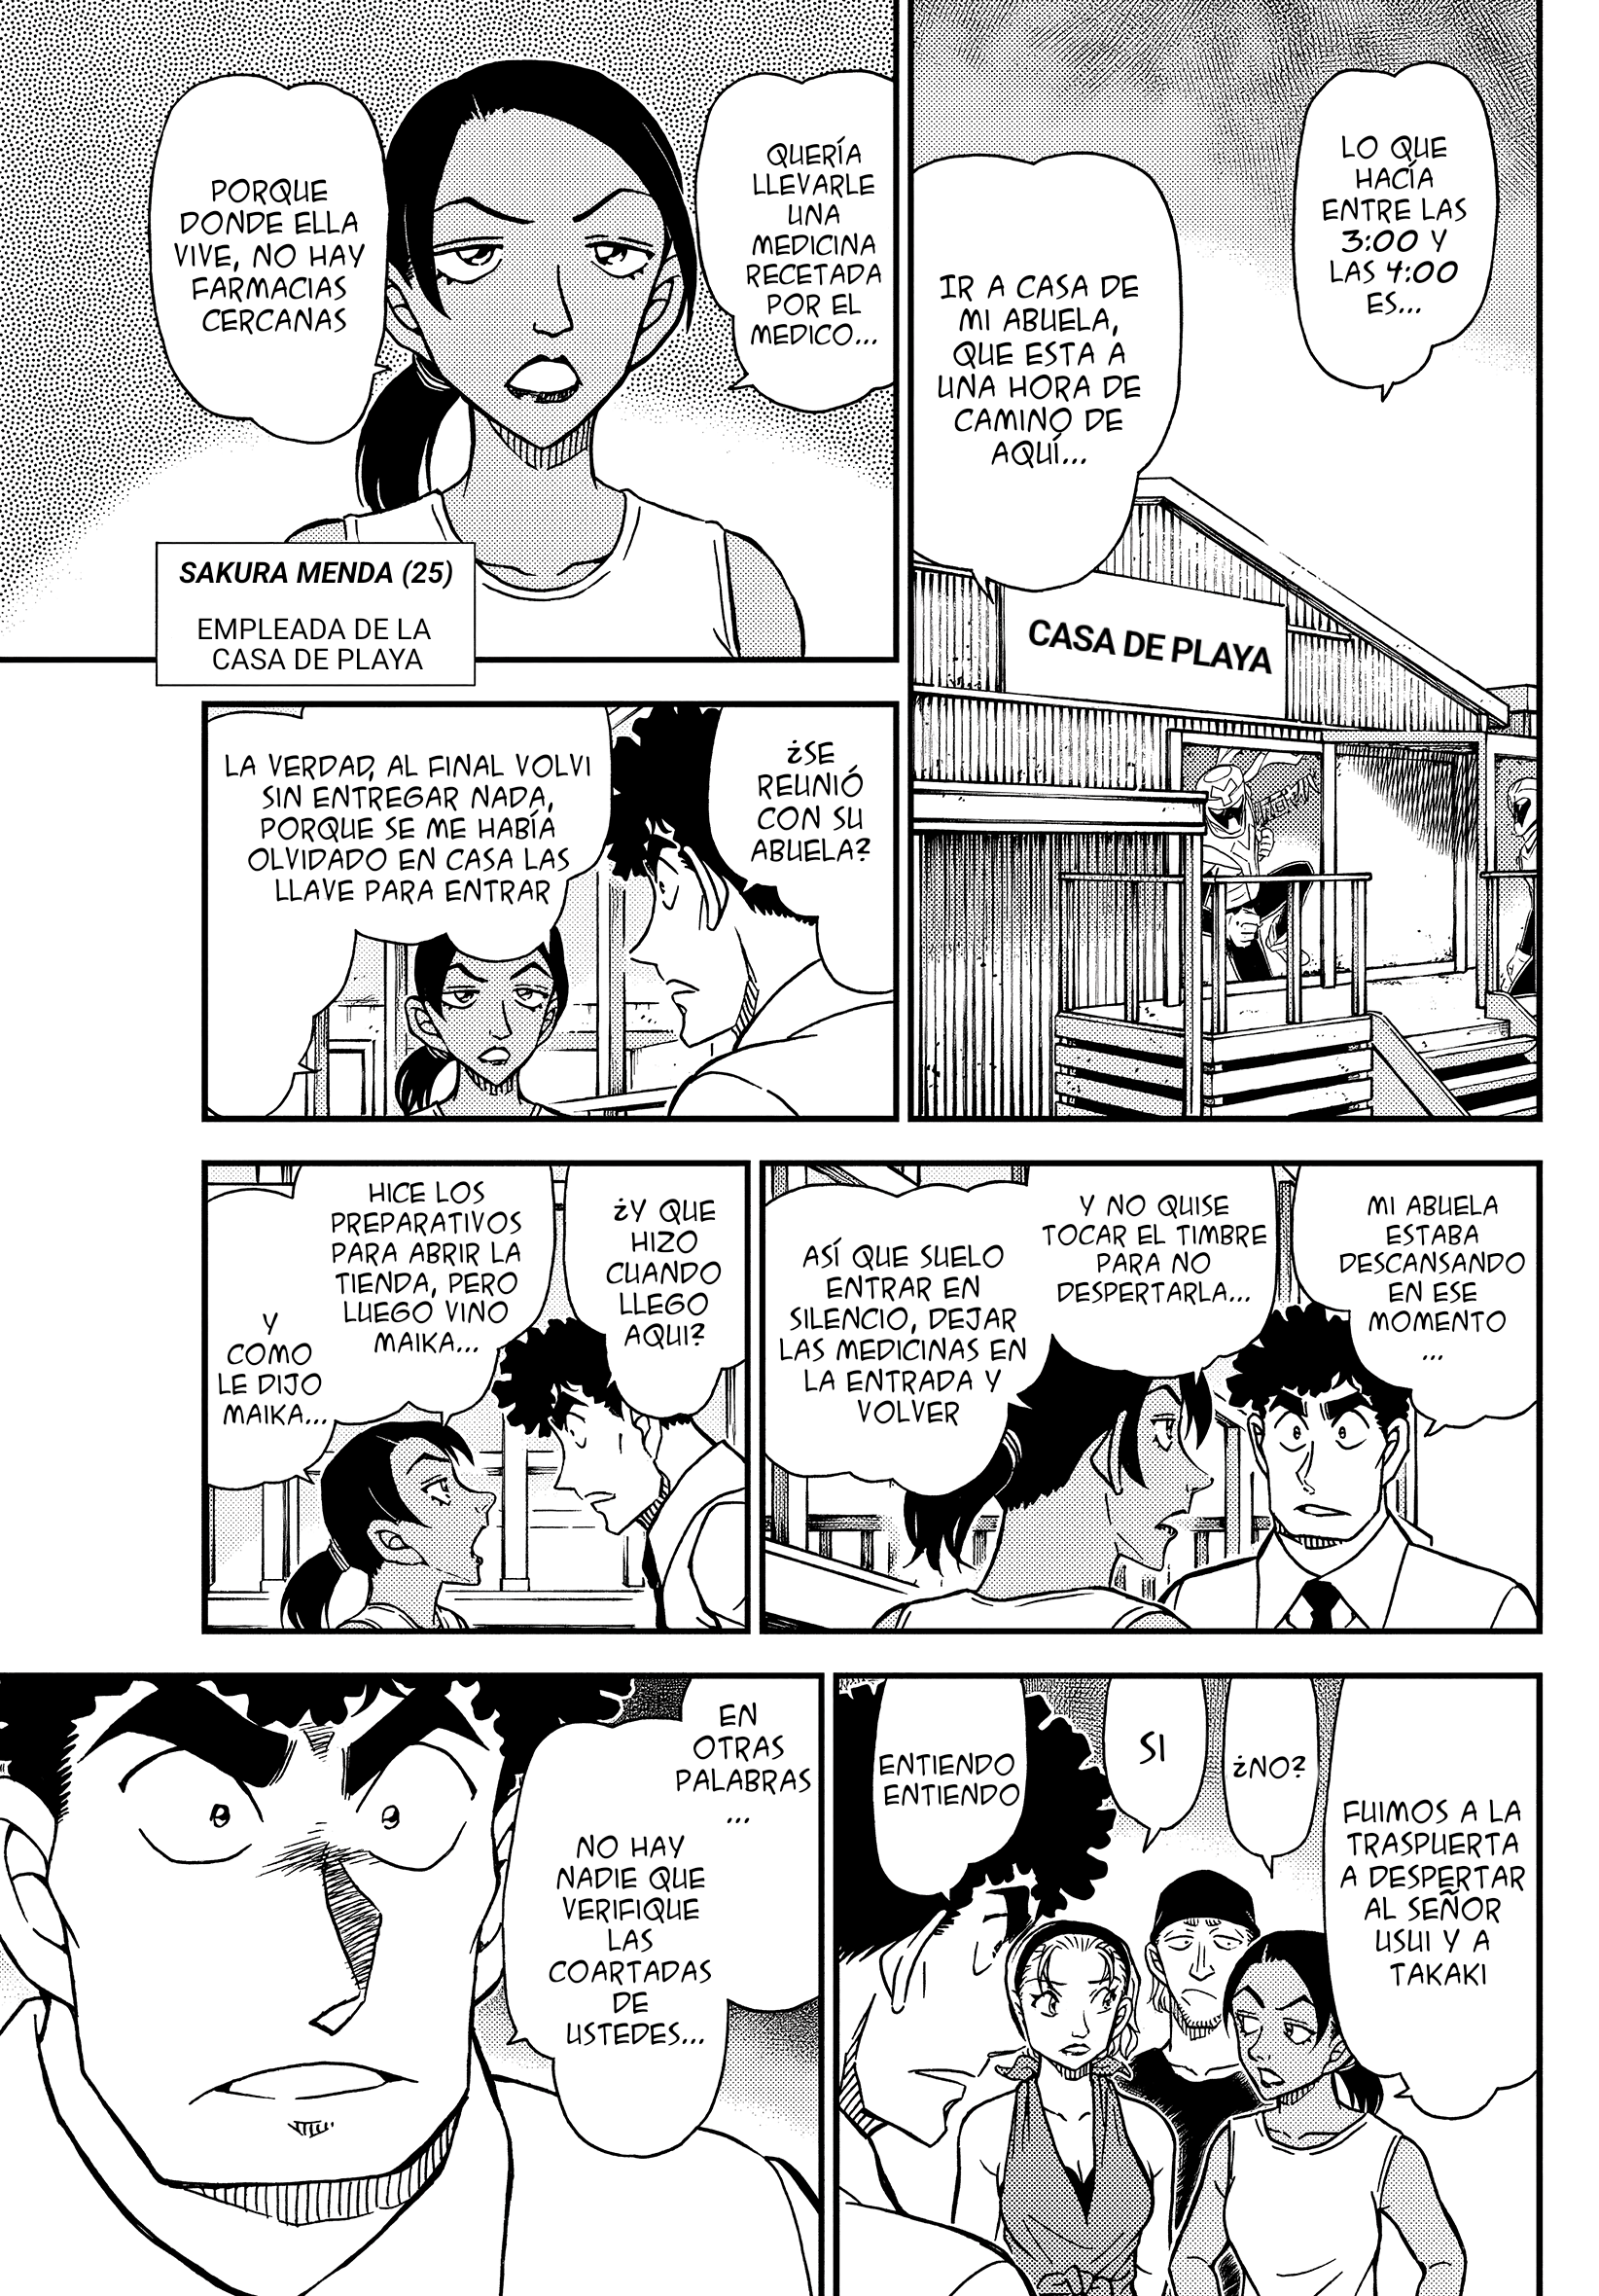 LO QUE
HACÍA
ENTRE LAS
3:00 Y
LAS 4:00
ES...
IR A CASA DE
MI ABUELA,
QUE ESTA A
UNA HORA DE
CAMINO DE
AQUÍ...
CASA DE PLAYA
QUERÍA
LLEVARLE
UNA
MEDICINA
RECETADA
POR EL
MEDICO...
PORQUE
DONDE ELLA
VIVE, NO HAY
FARMACIAS
CERCANAS
SAKURA MENDA (25)
EMPLEADA DE LA
CASA DE PLAYA
¿SE
REUNIÓ
CON SU
ABUELA?
LA VERDAD, AL FINAL VOLVI
SIN ENTREGAR NADA,
PORQUE SE ME HABÍA
OLVIDADO EN CASA LAS
LLAVE PARA ENTRAR
MI ABUELA
ESTABA
DESCANSANDO
EN ESE
MOMENTO
...
Y NO QUISE
TOCAR EL TIMBRE
PARA NO
DESPERTARLA...
ASÍ QUE SUELO
ENTRAR EN
SILENCIO, DEJAR
LAS MEDICINAS EN
LA ENTRADA Y
VOLVER
¿Y QUE
HIZO
CUANDO
LLEGO
AQUI?
HICE LOS
PREPARATIVOS
PARA ABRIR LA
TIENDA, PERO
LUEGO VINO
MAIKA...
Y
COMO
LE DIJO
MAIKA...
FUIMOS A LA
TRASPUERTA
A DESPERTAR
AL SEÑOR
USUI Y A
TAKAKI
¿NO?
SI
ENTIENDO
ENTIENDO
EN
OTRAS
PALABRAS
...
NO HAY
NADIE QUE
VERIFIQUE
LAS
COARTADAS
DE
USTEDES...